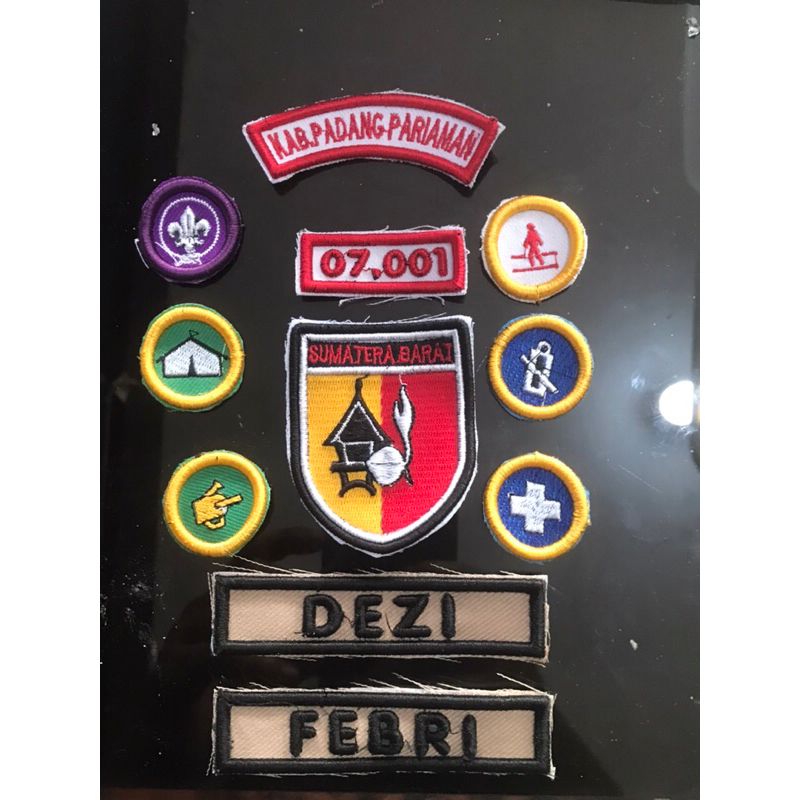 KAB.PADANG PARIAMAN
07.001
SUMATERA BARAT
DEZI
FEBRI